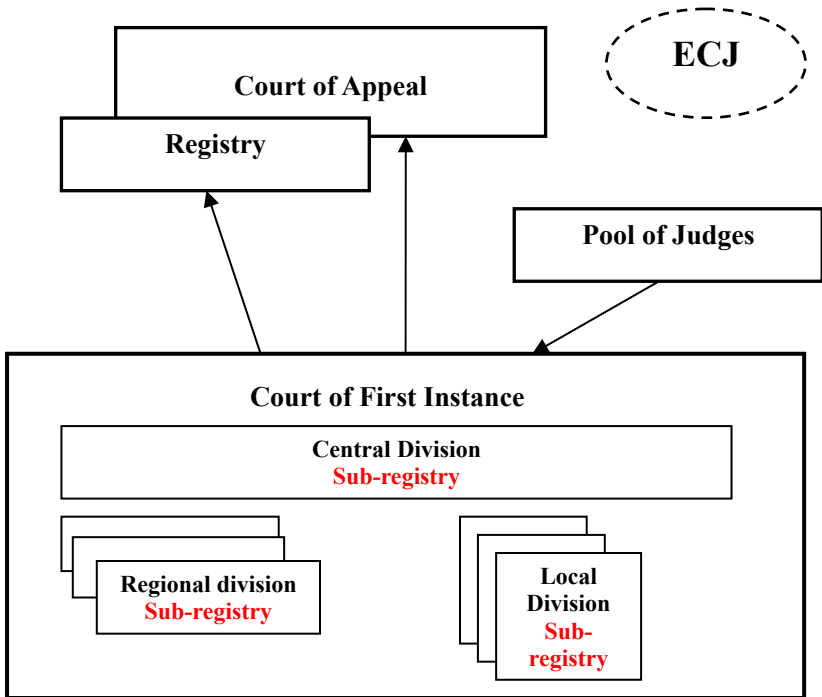 ECJ
Court of Appeal
Registry
Pool of Judges
Court of First Instance
Central Division
Sub-registry
Regional division
Sub-registry
Local
Division
Sub-
registry